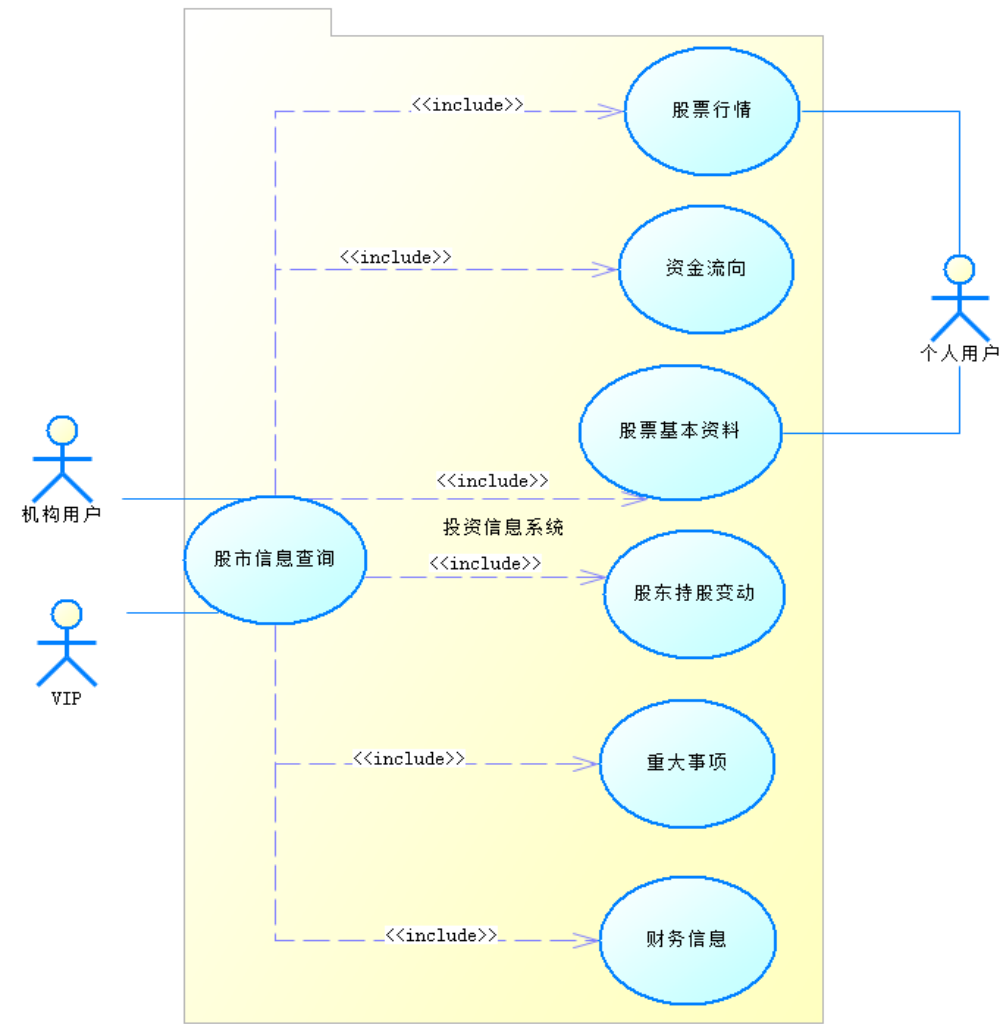 <<include>>
股票行情
<<include>>
资金流向
个人用户
股票基本资料
<<include>>
机构用户
投资信息系统
股市信息查询
<<include>>
股东持股变动
VIP
<<include>>
重大事项
<<include>>
财务信息